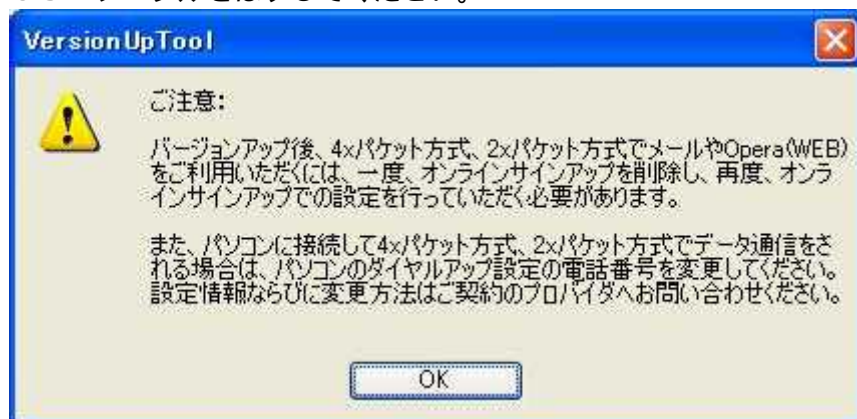 VersionUpTool
ご注意:
バージョンアップ後、4xパケット方式、2xパケット方式でメールやOpera(WEB)
をご利用いただくには、一度、オンラインサインアップを削除し、再度、オンラ
インサインアップでの設定を行っていただく必要があります。
また、パソコンに接続して4xパケット方式、2xパケット方式でデータ通信をさ
れる場合は、パソコンのダイヤルアップ設定の電話番号を変更してください。
設定情報ならびに変更方法はご契約のプロバイダへお問い合わせください。
OK